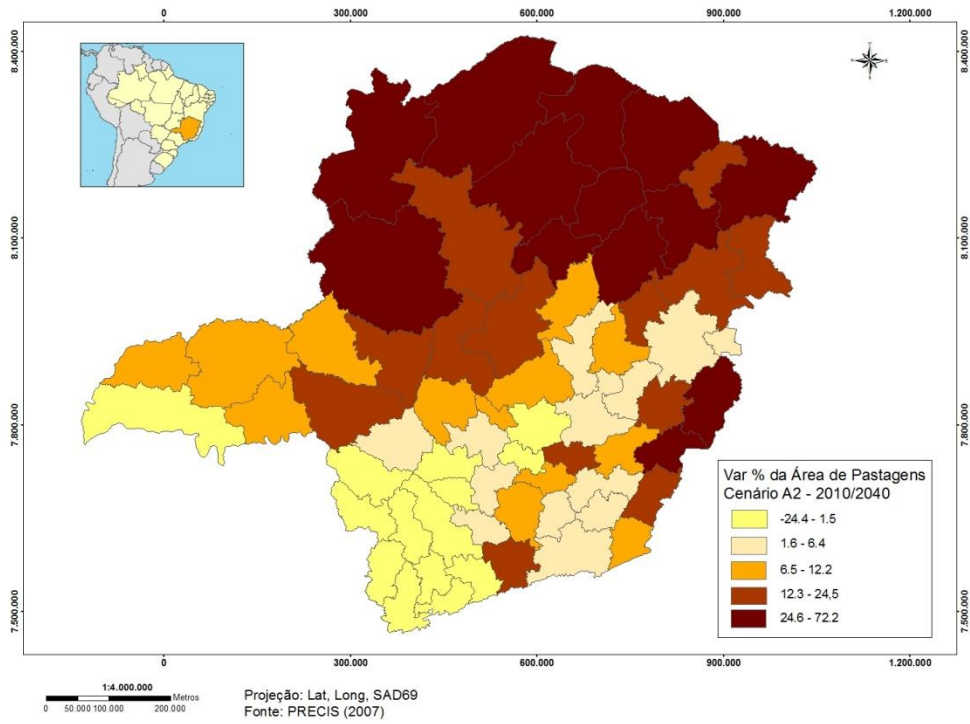 0
300.000
600.000
900.000
1.200.000
8.400.000
8.400.000
8.100.000
8.100.000
7.800.000
7.800.000
7.500.000
7.500.000
Var % da Área de Pastagens
Cenário A2 - 2010/2040
-24.4 - 1.5
1.6 - 6.4
6.5 - 12.2
12.3 - 24,5
24.6 - 72.2
0
300.000
600.000
900.000
1.200.000
1:4.000.000
Metros
0 50.000 100.000 200.000
Projeção: Lat, Long, SAD69
Fonte: PRECIS (2007)